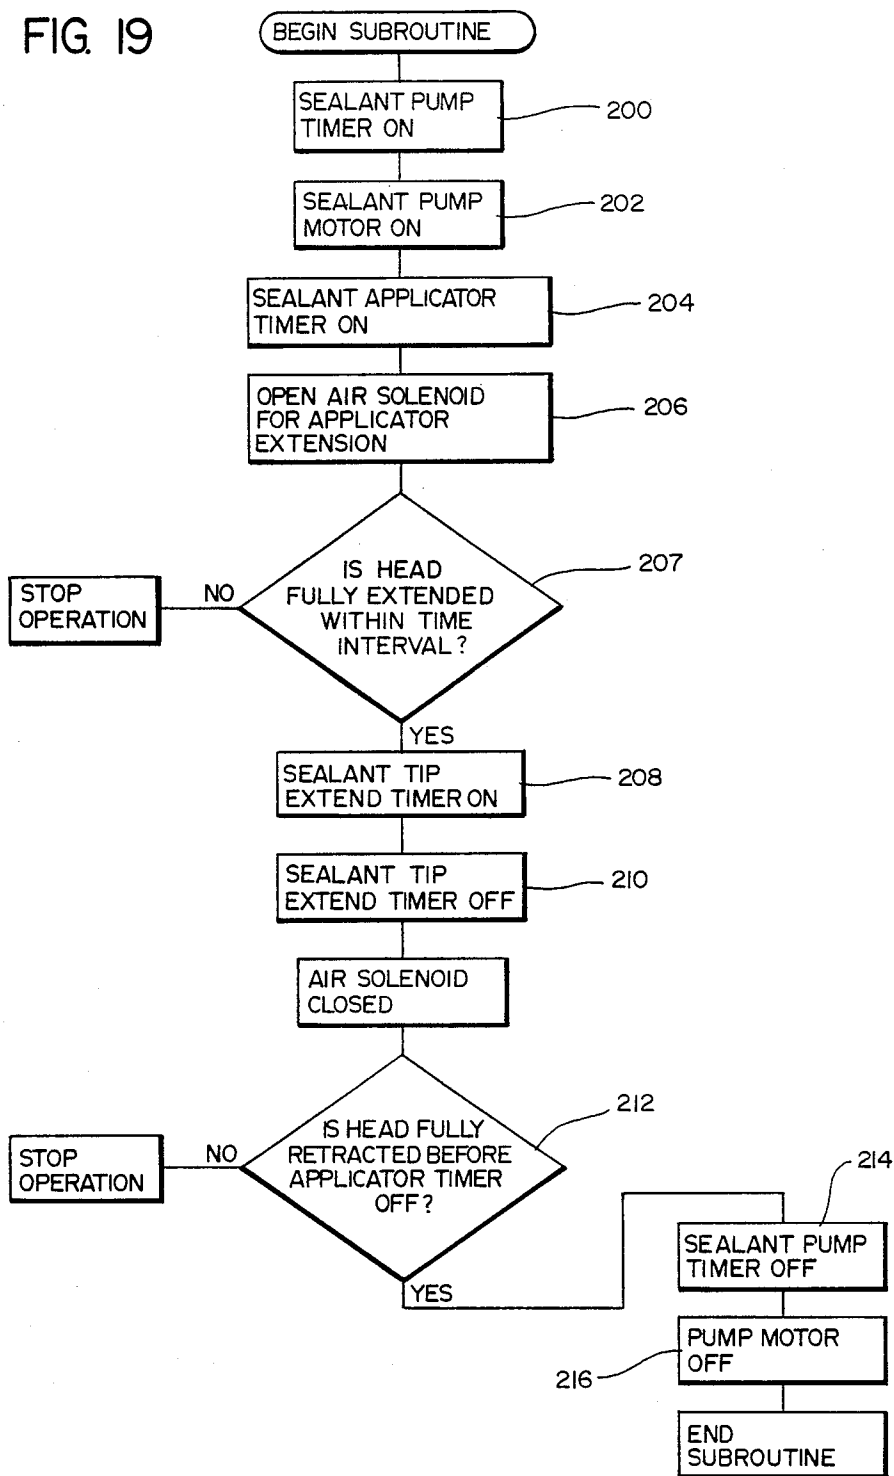 FIG. 19
BEGIN SUBROUTINE
SEALANT PUMP
TIMER ON
200
SEALANT PUMP
MOTOR ON
202
SEALANT APPLICATOR
TIMER ON
204
OPEN AIR SOLENOID
FOR APPLICATOR
EXTENSION
206
IS HEAD
FULLY EXTENDED
WITHIN TIME
INTERVAL?
207
NO
STOP
OPERATION
YES
SEALANT TIP
EXTEND TIMER ON
208
SEALANT TIP
EXTEND TIMER OFF
210
AIR SOLENOID
CLOSED
IS HEAD FULLY
RETRACTED BEFORE
APPLICATOR TIMER
OFF?
212
NO
STOP
OPERATION
YES
214
SEALANT PUMP
TIMER OFF
PUMP MOTOR
OFF
216
END
SUBROUTINE